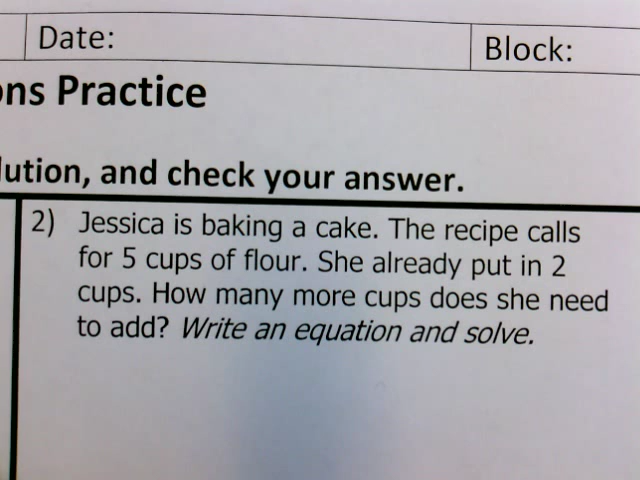 Date:
Block:
ons Practice
lution, and check your answer.
2) Jessica is baking a cake. The recipe calls
for 5 cups of flour. She already put in 2
cups. How many more cups does she need
to add? Write an equation and solve.